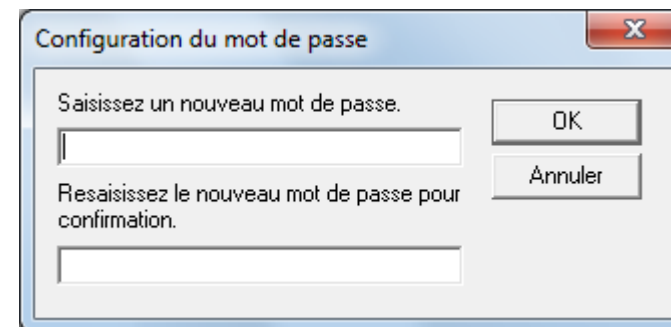 Configuration du mot de passe
Saisissez un nouveau mot de passe.
OK
Annuler
Resaisissez le nouveau mot de passe pour
confirmation.